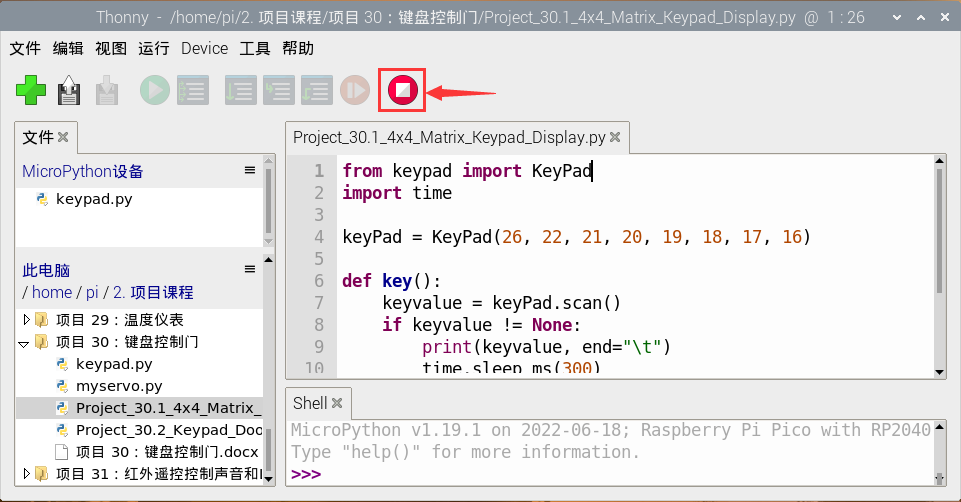 Thonny - /home/pi/2. 项目课程/项目 30：键盘控制门/Project_30.1_4x4_Matrix_Keypad_Display.py @ 1 : 26
文件 编辑 视图 运行 Device 工具 帮助
文件
MicroPython设备
keypad.py
此电脑
/ home / pi / 2. 项目课程
项目 29：温度仪表
项目 30：键盘控制门
keypad.py
myservo.py
Project_30.1_4x4_Matrix_
Project_30.2_Keypad_Doo
项目 30：键盘控制门.docx
项目 31：红外遥控控制声音和
Project_30.1_4x4_Matrix_Keypad_Display.py
1 from keypad import KeyPad
2 import time
3
4 keyPad = KeyPad(26, 22, 21, 20, 19, 18, 17, 16)
5
6 def key():
7     keyvalue = keyPad.scan()
8     if keyvalue != None:
9         print(keyvalue, end="\t")
10         time.sleep_ms(300)
Shell
MicroPython v1.19.1 on 2022-06-18; Raspberry Pi Pico with RP2040
Type "help()" for more information.
>>>